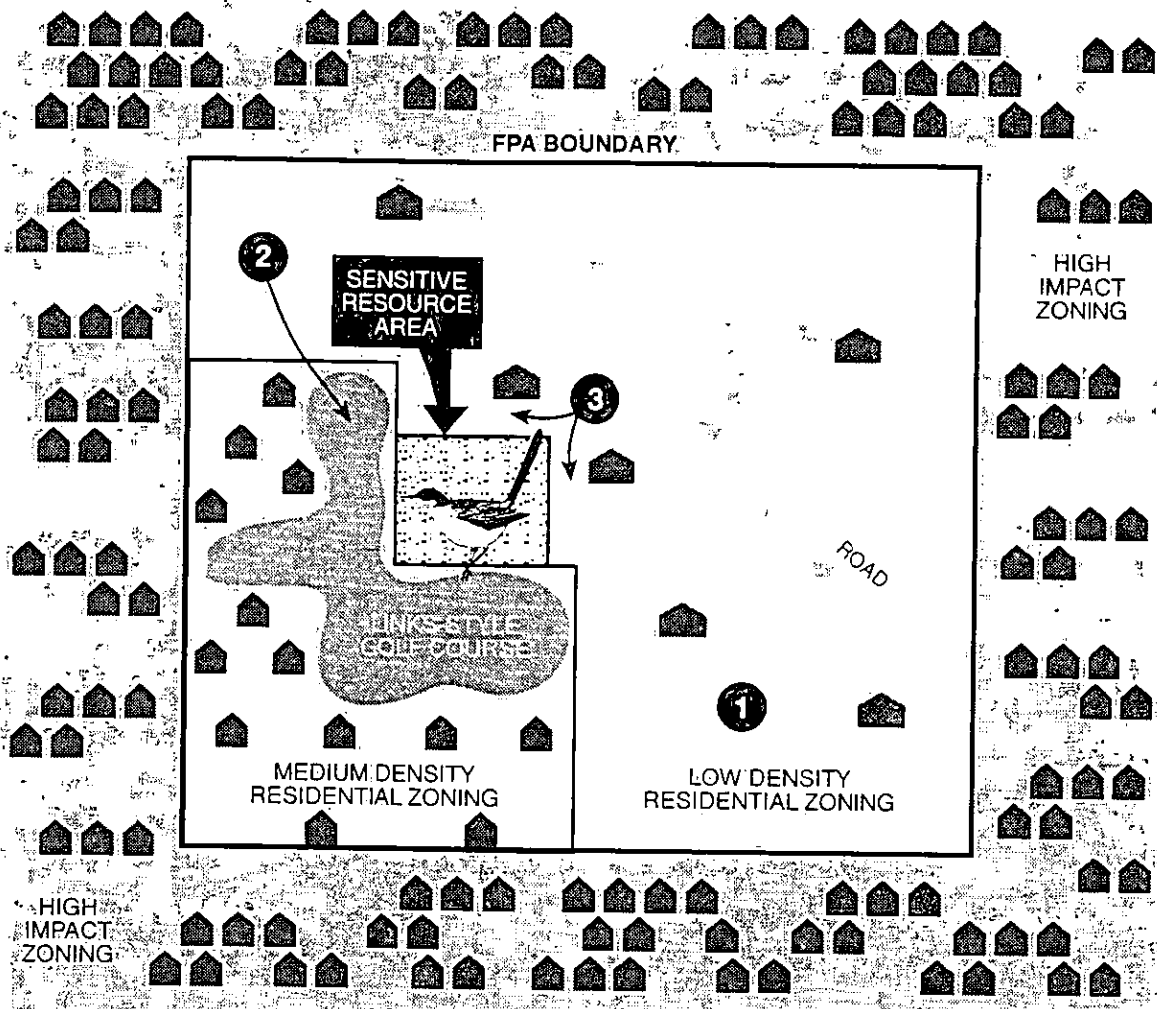 FPA BOUNDARY
2
SENSITIVE
RESOURCE
AREA
HIGH
IMPACT
ZONING
3
ROAD
LINKS-STYLE
GOLF COURSE
1
MEDIUM DENSITY
RESIDENTIAL ZONING
LOW DENSITY
RESIDENTIAL ZONING
HIGH
IMPACT
ZONING